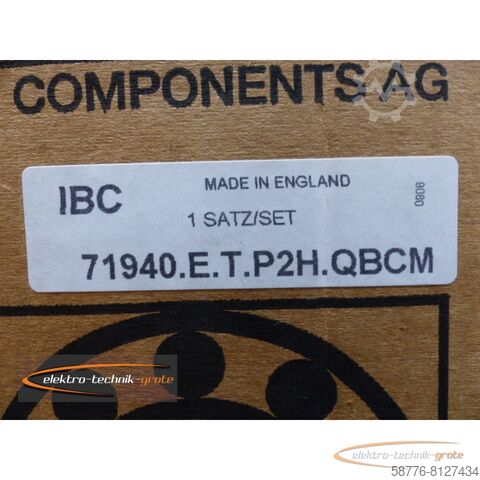 COMPONENTS AG
IBC
MADE IN ENGLAND
9080
1 SATZ/SET
71940.E.T.P2H.QBCM
elektro-technik-grote
elektro-technik-grote
58776-8127434